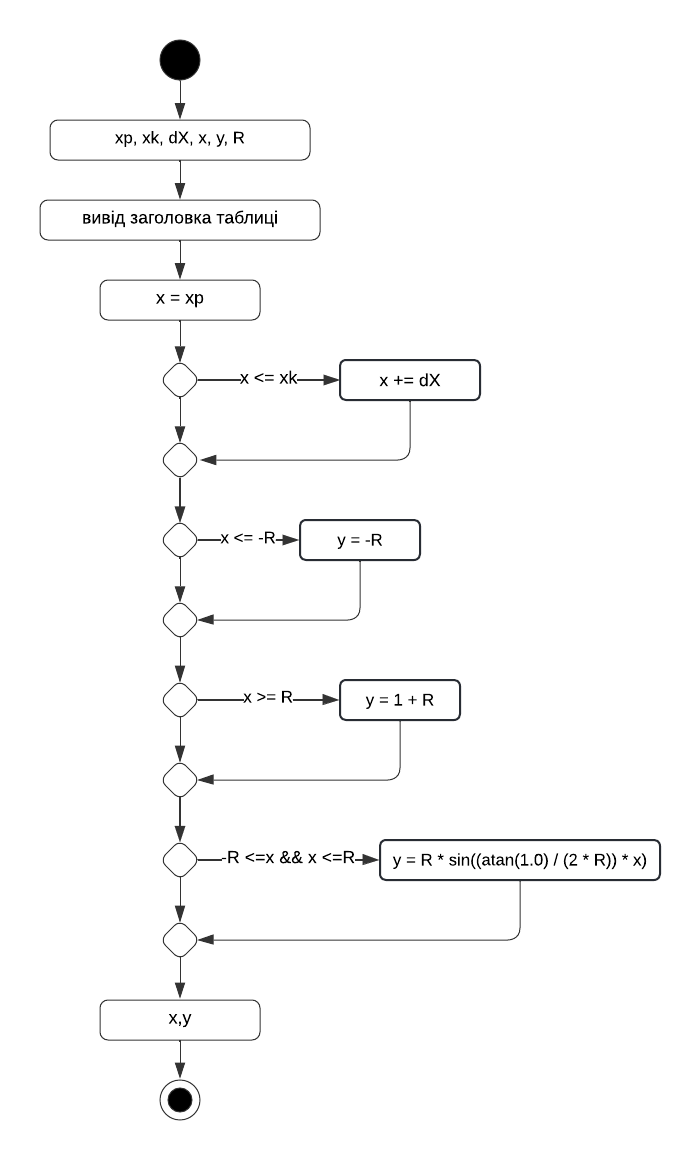 xp, xk, dX, x, y, R
вивід заголовка таблиці
x = xp
x <= xk
x += dX
x <= -R
y = -R
x >= R
y = 1 + R
-R <=x && x <=R
y = R * sin((atan(1.0) / (2 * R)) * x)
x,y